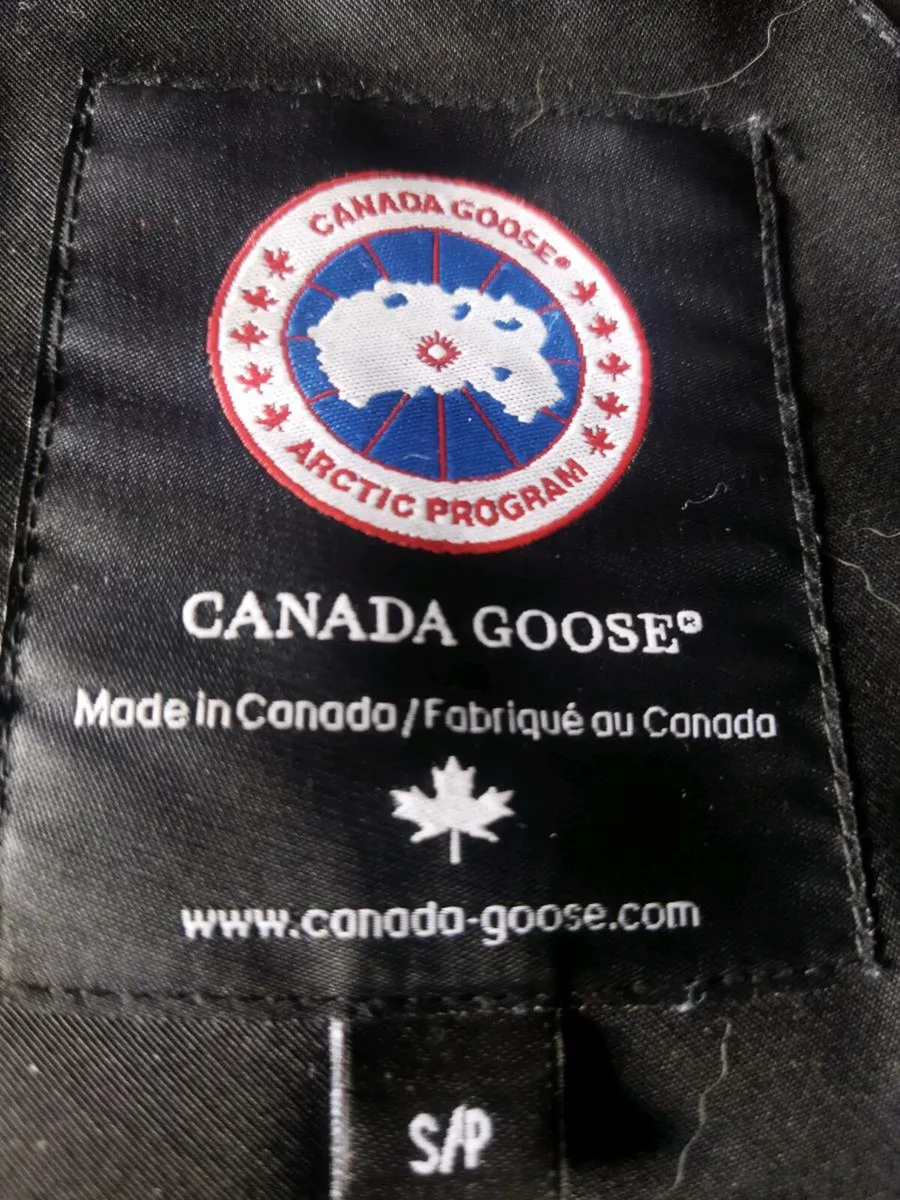 CANADA GOOSE®
ARCTIC PROGRAM
CANADA GOOSE®
Made in Canada/Fabriqué au Canada
www.canada-goose.com
S/P